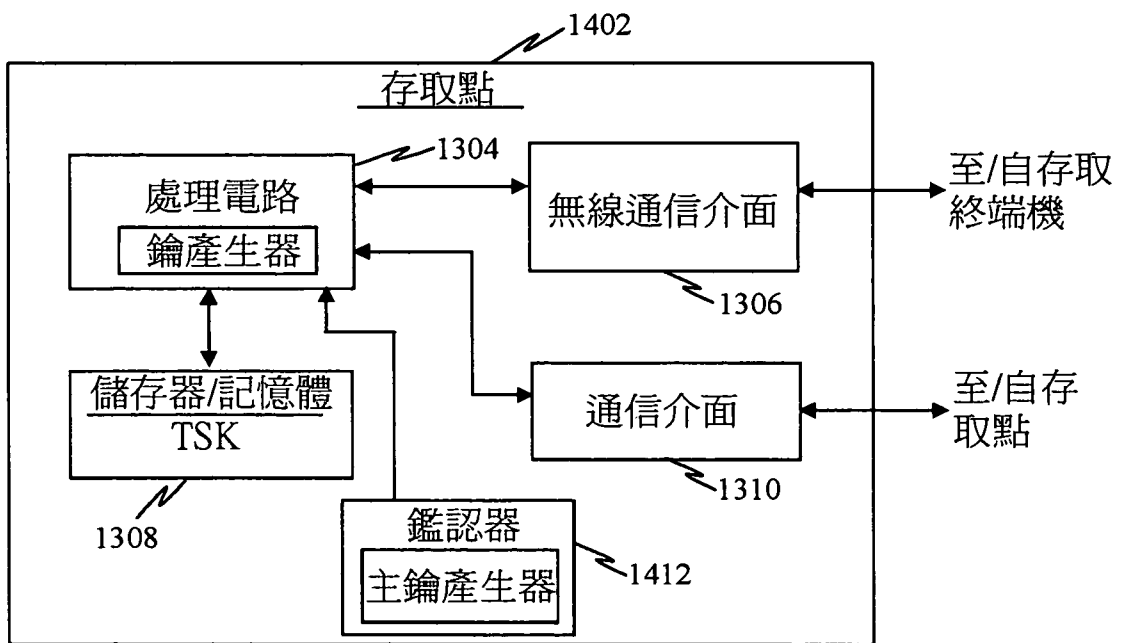 1402
存取點
1304
處理電路
鑰產生器
無線通信介面
1306
至/自存取
終端機
儲存器/記憶體
TSK
1308
通信介面
1310
至/自存
取點
鑑認器
主鑰產生器
1412